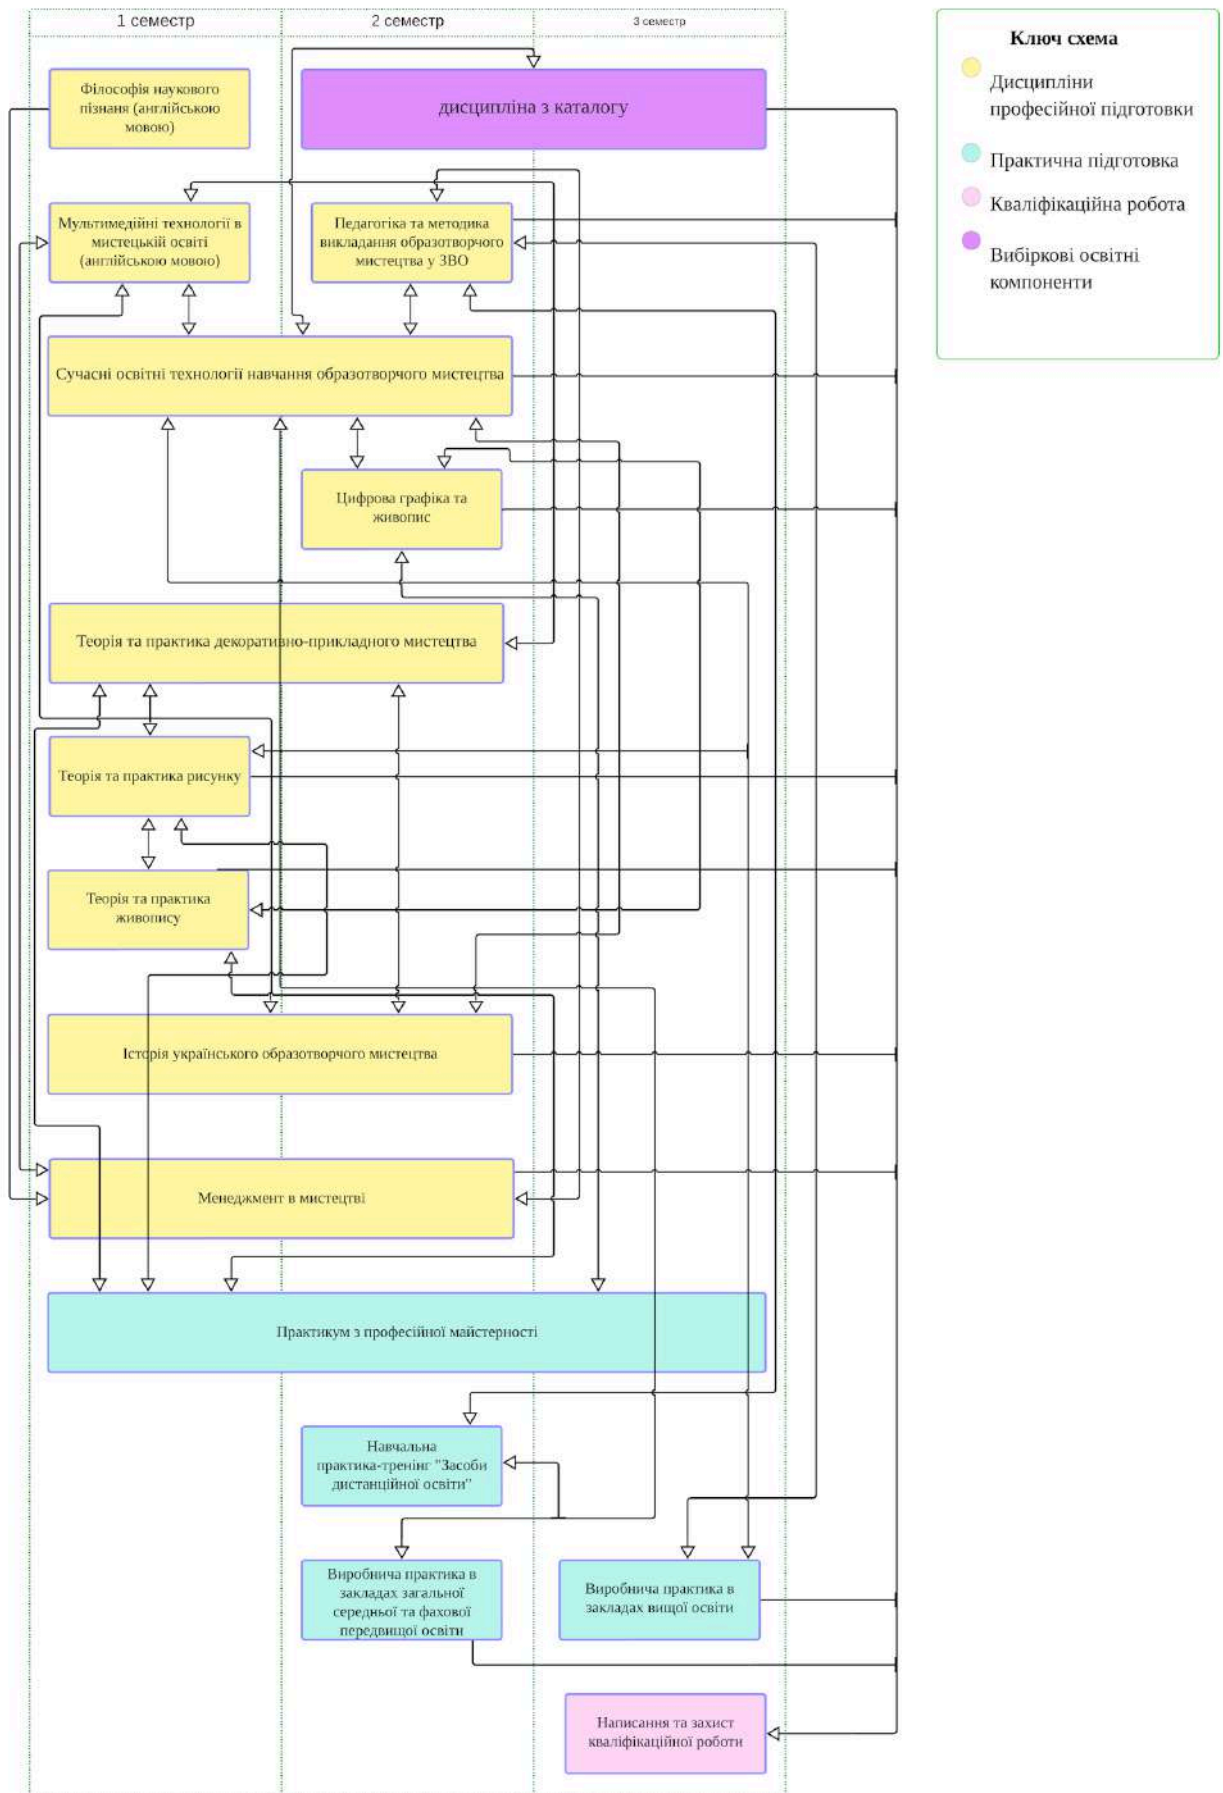 1 семестр
2 семестр
3 семестр
Ключ схема
Дисципліни
професійної підготовки
Практична підготовка
Кваліфікаційна робота
Вибіркові освітні
компоненти
Філософія наукового
пізнаня (англійською
мовою)
дисципліна з каталогу
Мультимедійні технології в
мистецькій освіті
(англійською мовою)
Педагогіка та методика
викладання образотворчого
мистецтва у ЗВО
Сучасні освітні технології навчання образотворчого мистецтва
Цифрова графіка та
живопис
Теорія та практика декоративно-прикладного мистецтва
Теорія та практика рисунку
Теорія та практика
живопису
Історія українського образотворчого мистецтва
Менеджмент в мистецтві
Практикум з професійної майстерності
Навчальна
практика-тренінг "Засоби
дистанційної освіти"
Виробнича практика в
закладах загальної
середньої та фахової
передвищої освіти
Виробнича практика в
закладах вищої освіти
Написання та захист
кваліфікаційної роботи